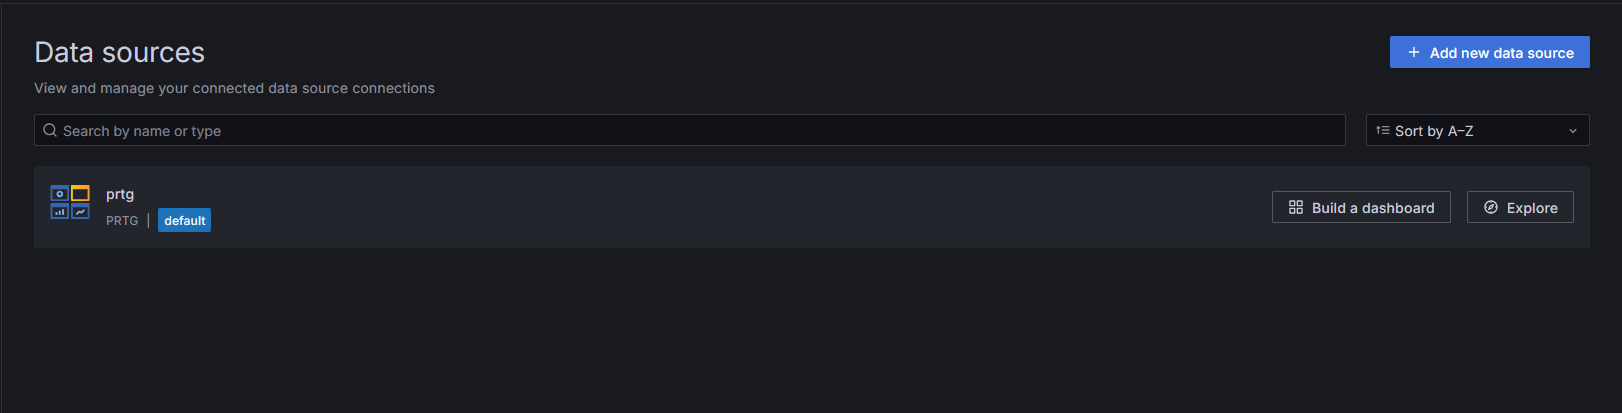 Data sources
Add new data source
View and manage your connected data source connections
Search by name or type
Sort by A–Z
prtg
PRTG | default
Build a dashboard
Explore